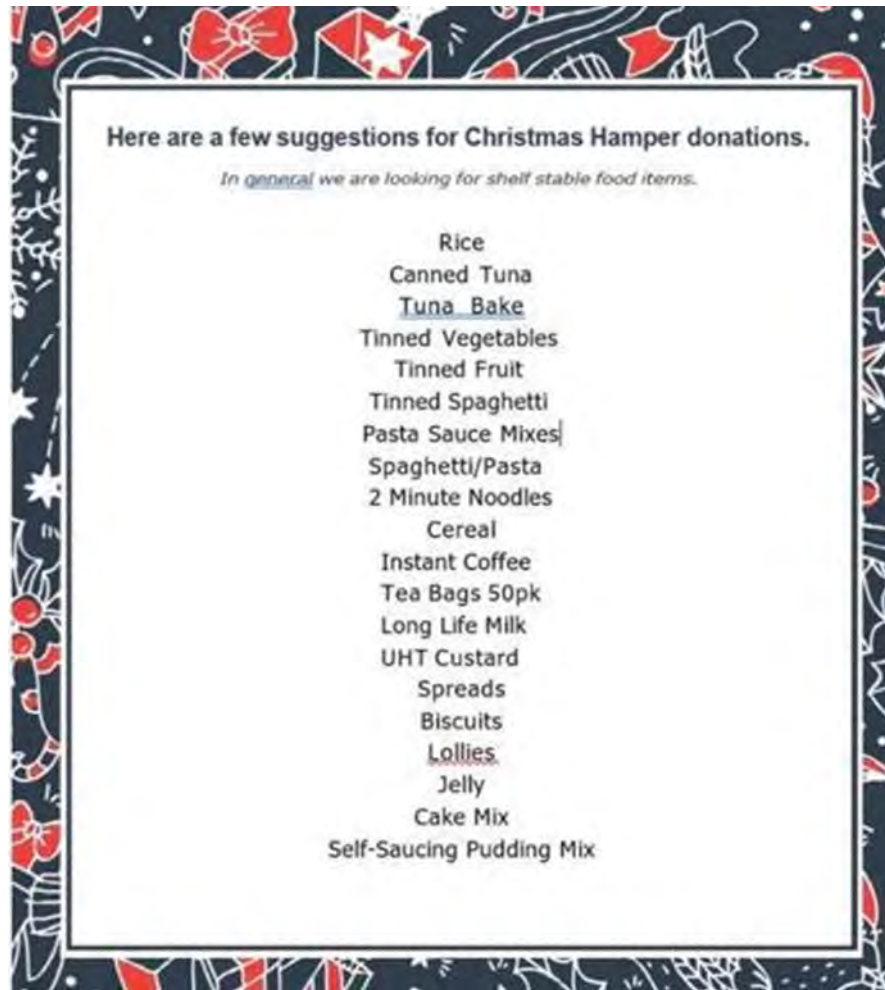 Here are a few suggestions for Christmas Hamper donations.
In general we are looking for shelf stable food items.
Rice
Canned Tuna
Tuna Bake
Tinned Vegetables
Tinned Fruit
Tinned Spaghetti
Pasta Sauce Mixes
Spaghetti/Pasta
2 Minute Noodles
Cereal
Instant Coffee
Tea Bags 50pk
Long Life Milk
UHT Custard
Spreads
Biscuits
Lollies
Jelly
Cake Mix
Self-Saucing Pudding Mix